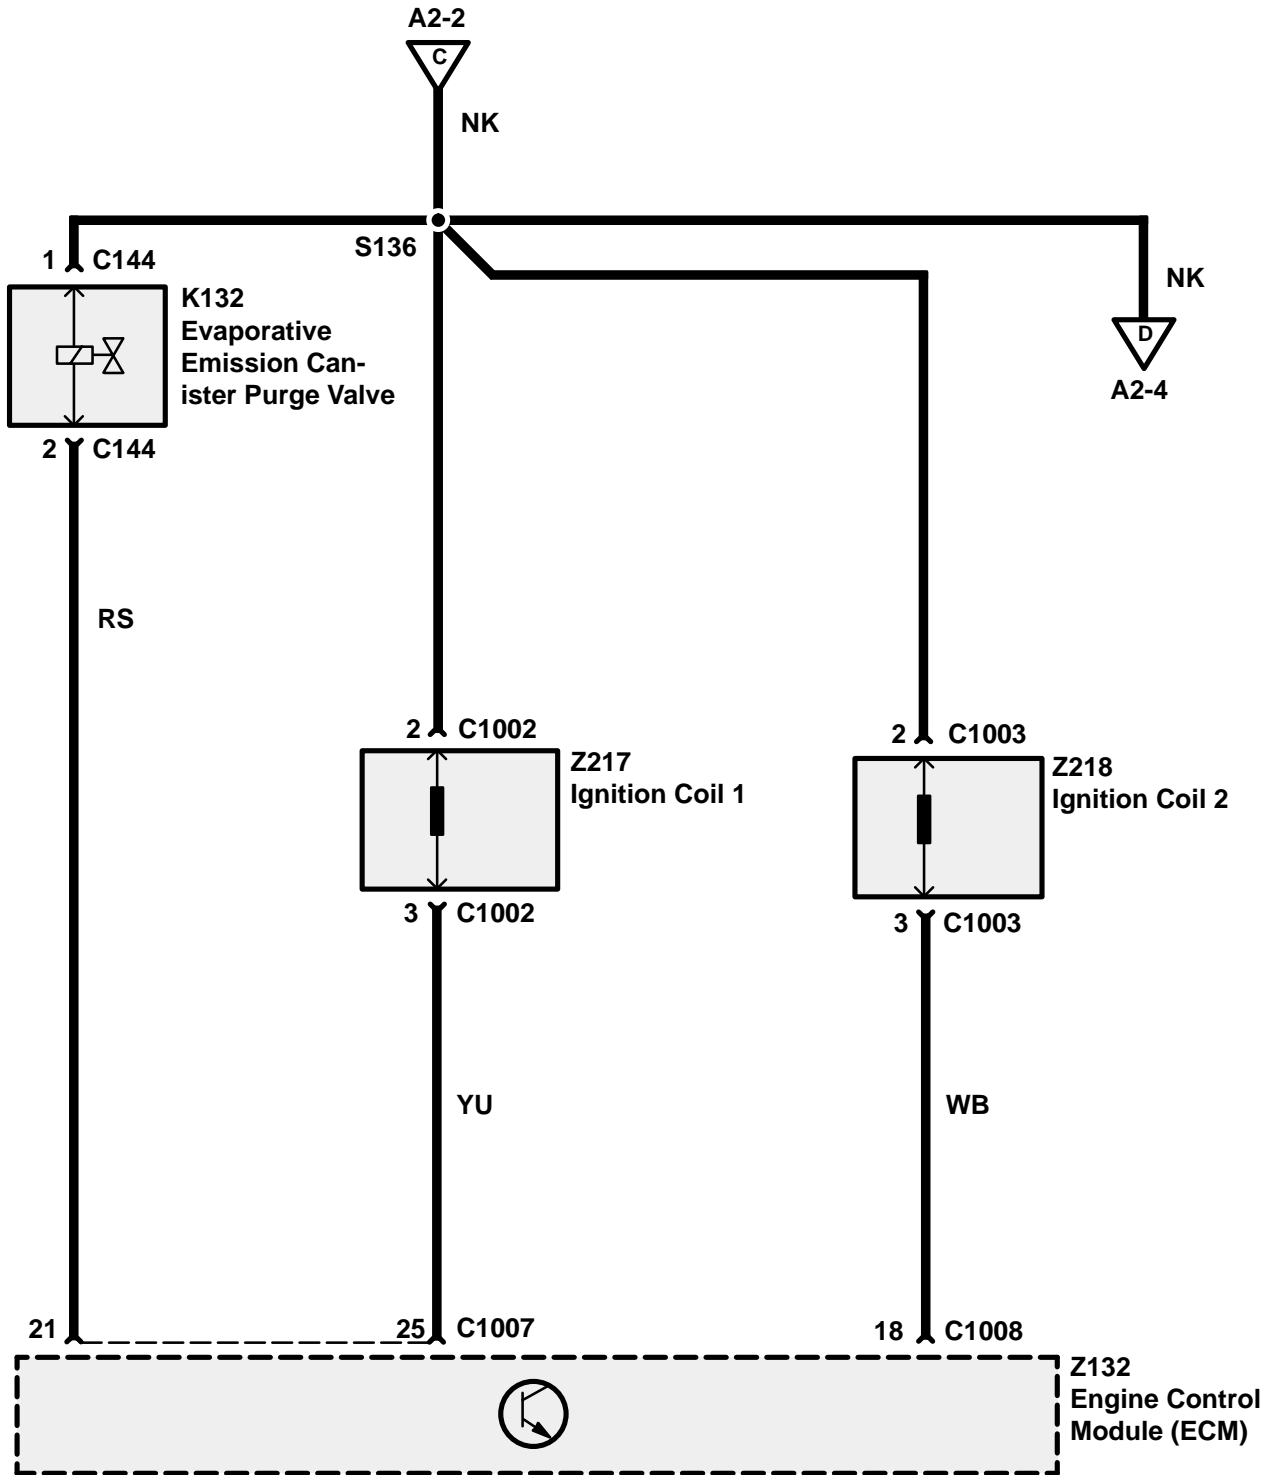 A2-2
C
NK
S136
1 C144
K132
Evaporative
Emission Can-
ister Purge Valve
2 C144
NK
D
A2-4
RS
2 C1002
Z217
Ignition Coil 1
3 C1002
2 C1003
Z218
Ignition Coil 2
3 C1003
YU
WB
21
25 C1007
18 C1008
Z132
Engine Control
Module (ECM)